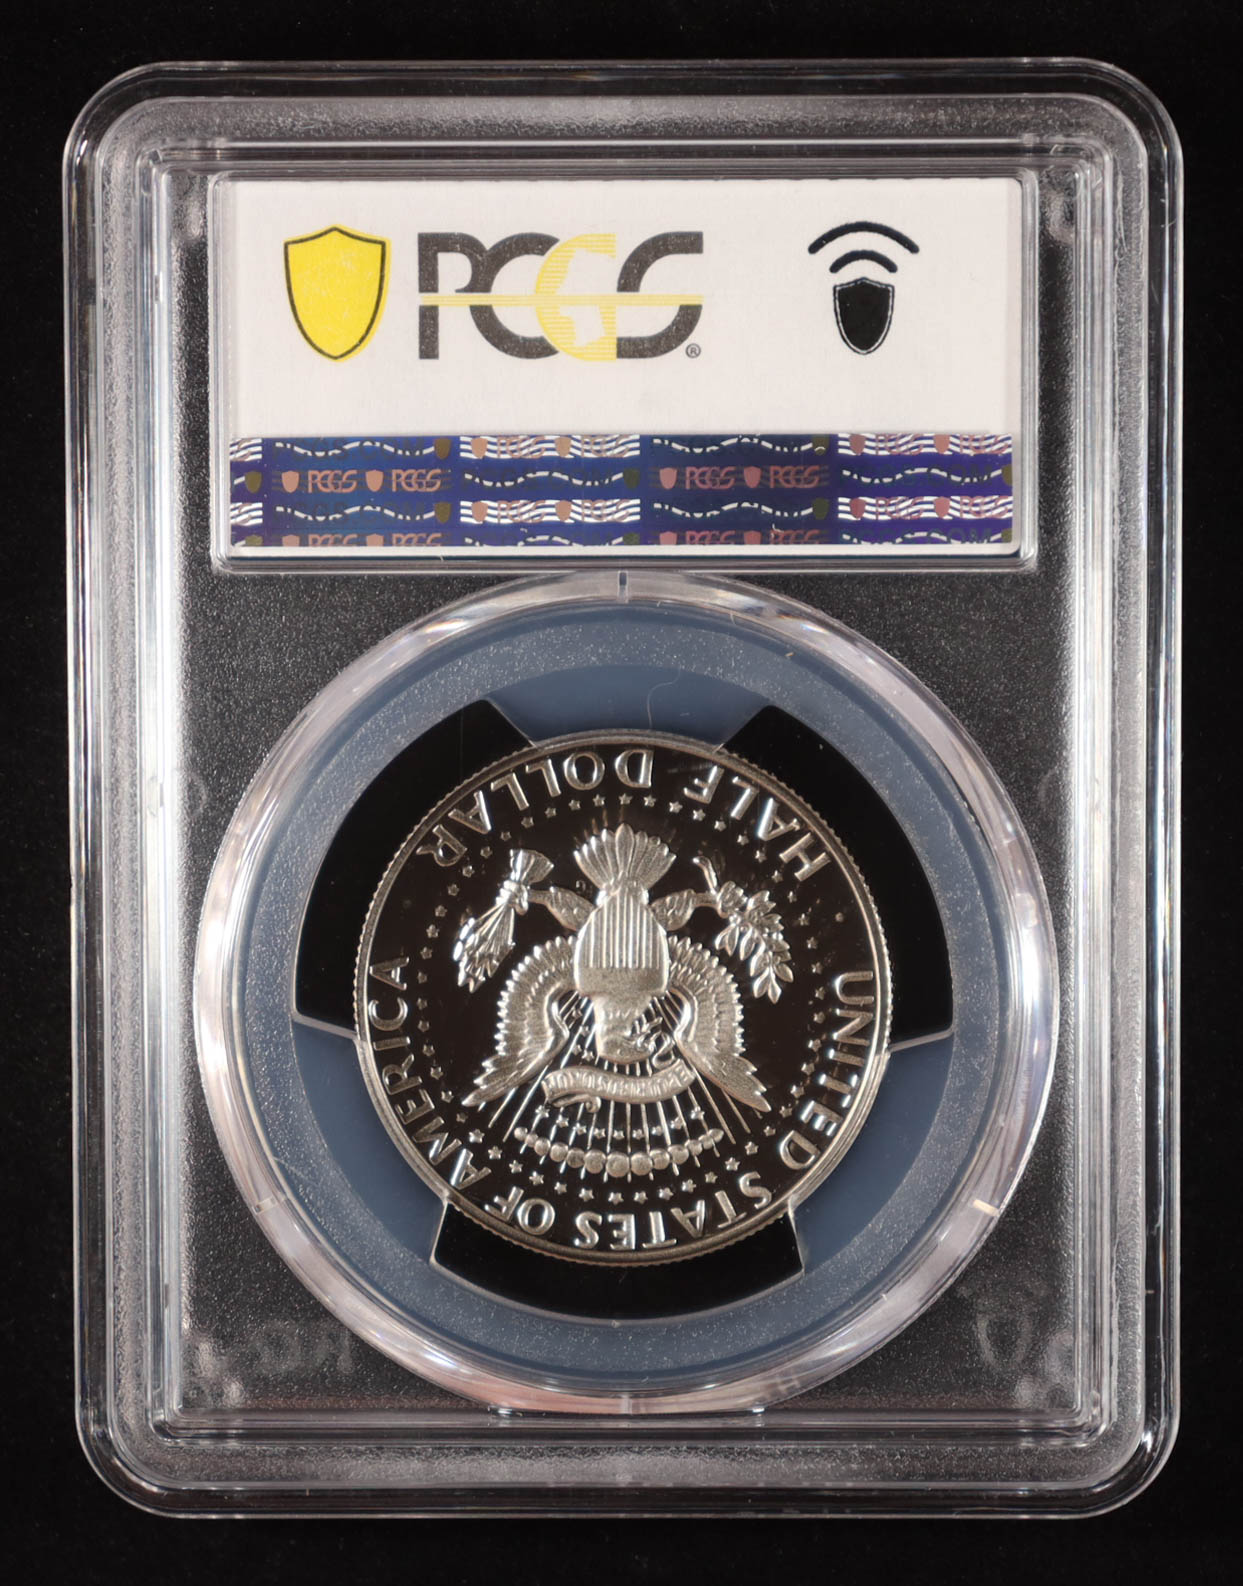 PCGS®
PCGS PCGS PCGS PCGS
UNITED STATES OF AMERICA
HALF DOLLAR